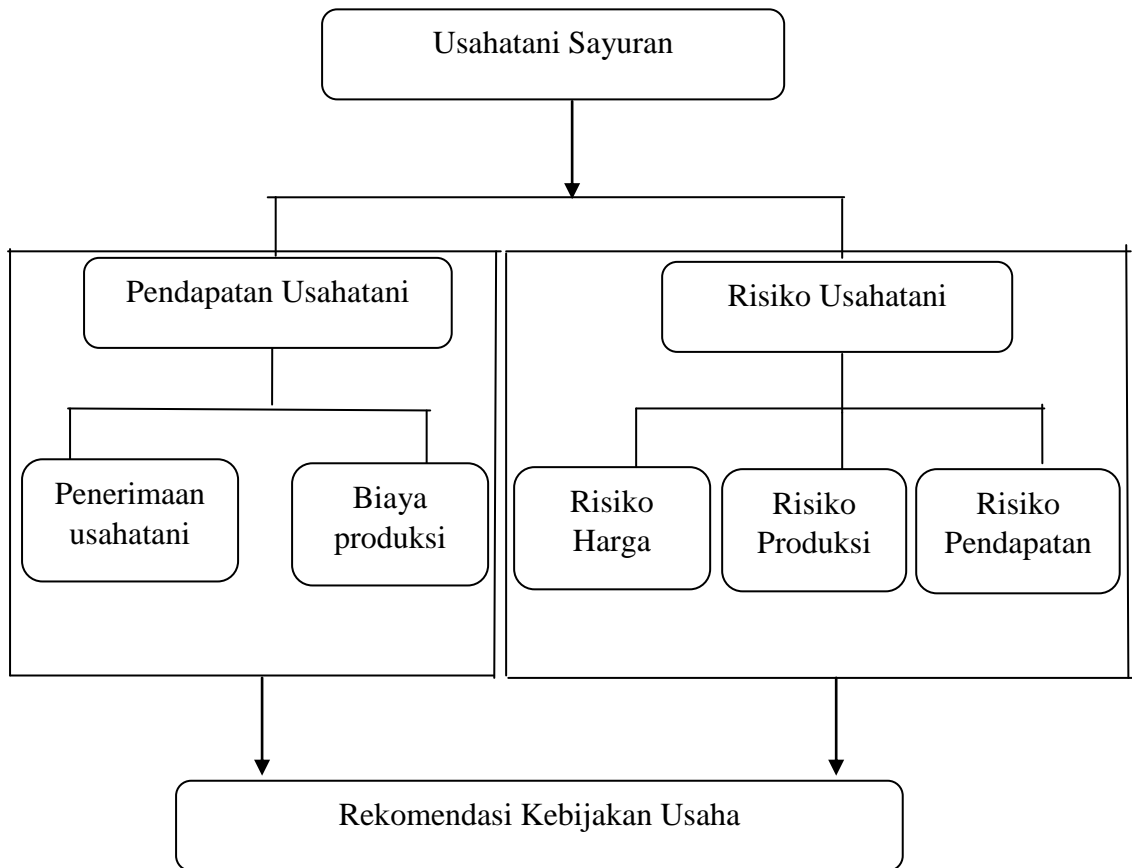 Usahatani Sayuran
Pendapatan Usahatani
Risiko Usahatani
Penerimaan
usahatani
Biaya
produksi
Risiko
Harga
Risiko
Produksi
Risiko
Pendapatan
Rekomendasi Kebijakan Usaha